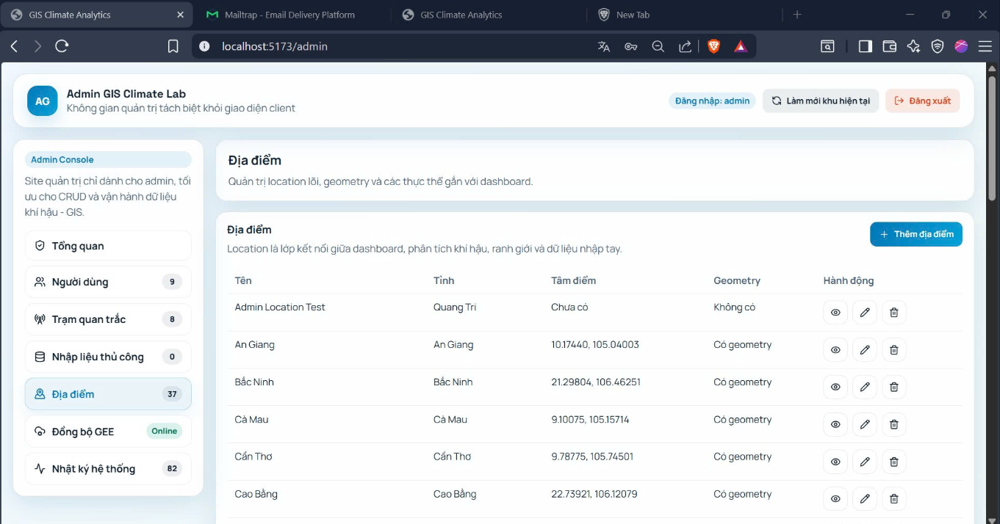 GIS Climate Analytics
Mailtrap - Email Delivery Platform
GIS Climate Analytics
New Tab
localhost:5173/admin
AG
Admin GIS Climate Lab
Không gian quản trị tách biệt khỏi giao diện client
Đăng nhập: admin
Làm mới khu hiện tại
Đăng xuất
Admin Console
Site quản trị chỉ dành cho admin, tối
ưu cho CRUD và vận hành dữ liệu
khí hậu - GIS.
Tổng quan
Người dùng 9
Trạm quan trắc 8
Nhập liệu thủ công 0
Địa điểm 37
Đồng bộ GEE Online
Nhật ký hệ thống 82
Địa điểm
Quản trị location lõi, geometry và các thực thể gắn với dashboard.
Địa điểm
Location là lớp kết nối giữa dashboard, phân tích khí hậu, ranh giới và dữ liệu nhập tay.
+ Thêm địa điểm
Tên Tỉnh Tâm điểm Geometry Hành động
Admin Location Test Quang Tri Chưa có Không có
An Giang An Giang 10.17440, 105.04003 Có geometry
Bắc Ninh Bắc Ninh 21.29804, 106.46251 Có geometry
Cà Mau Cà Mau 9.10075, 105.15714 Có geometry
Cần Thơ Cần Thơ 9.78775, 105.74501 Có geometry
Cao Bằng Cao Bằng 22.73921, 106.12079 Có geometry